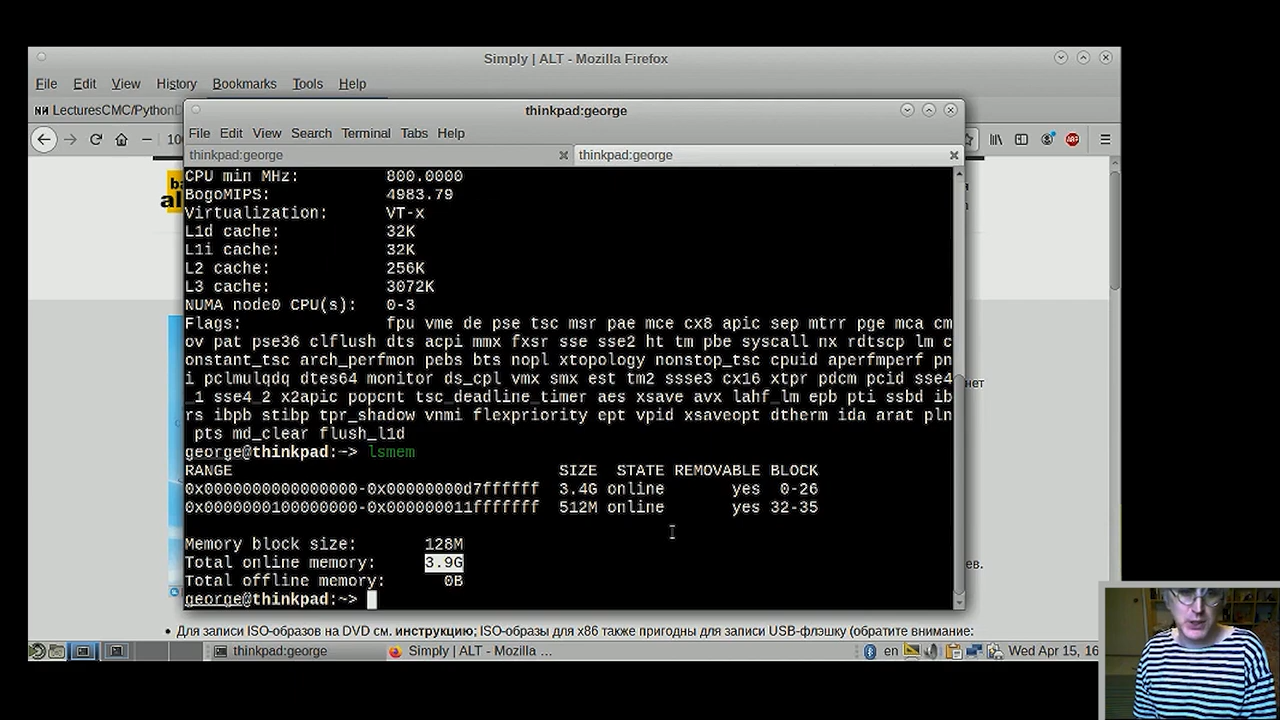 Simply | ALT - Mozilla Firefox
File Edit View History Bookmarks Tools Help
LecturesCMC/PythonD
thinkpad:george
File Edit View Search Terminal Tabs Help
thinkpad:george
thinkpad:george
CPU min MHz: 800.0000
BogoMIPS: 4983.79
Virtualization: VT-x
L1d cache: 32K
L1i cache: 32K
L2 cache: 256K
L3 cache: 3072K
NUMA node0 CPU(s): 0-3
Flags: fpu vme de pse tsc msr pae mce cx8 apic sep mtrr pge mca cm
ov pat pse36 clflush dts acpi mmx fxsr sse sse2 ht tm pbe syscall nx rdtscp lm c
onstant_tsc arch_perfmon pebs bts nopl xtopology nonstop_tsc cpuid aperfmperf pn
i pclmulqdq dtes64 monitor ds_cpl vmx smx est tm2 ssse3 cx16 xtpr pdcm pcid sse4
_1 sse4_2 x2apic popcnt tsc_deadline_timer aes xsave avx lahf_lm epb pti ssbd ib
rs ibpb stibp tpr_shadow vnmi flexpriority ept vpid xsaveopt dtherm ida arat pln
pts md_clear flush_l1d
george@thinkpad:~> lsmem
RANGE SIZE STATE REMOVABLE BLOCK
0x0000000000000000-0x00000000d7ffffff 3.4G online yes 0-26
0x0000000100000000-0x000000011fffffff 512M online yes 32-35
Memory block size: 128M
Total online memory: 3.9G
Total offline memory: 0B
george@thinkpad:~>
Для записи ISO-образов на DVD см. инструкцию; ISO-образы для x86 также пригодны для записи USB-флэшку (обратите внимание:
thinkpad:george
Simply | ALT - Mozilla ...
en
Wed Apr 15, 16